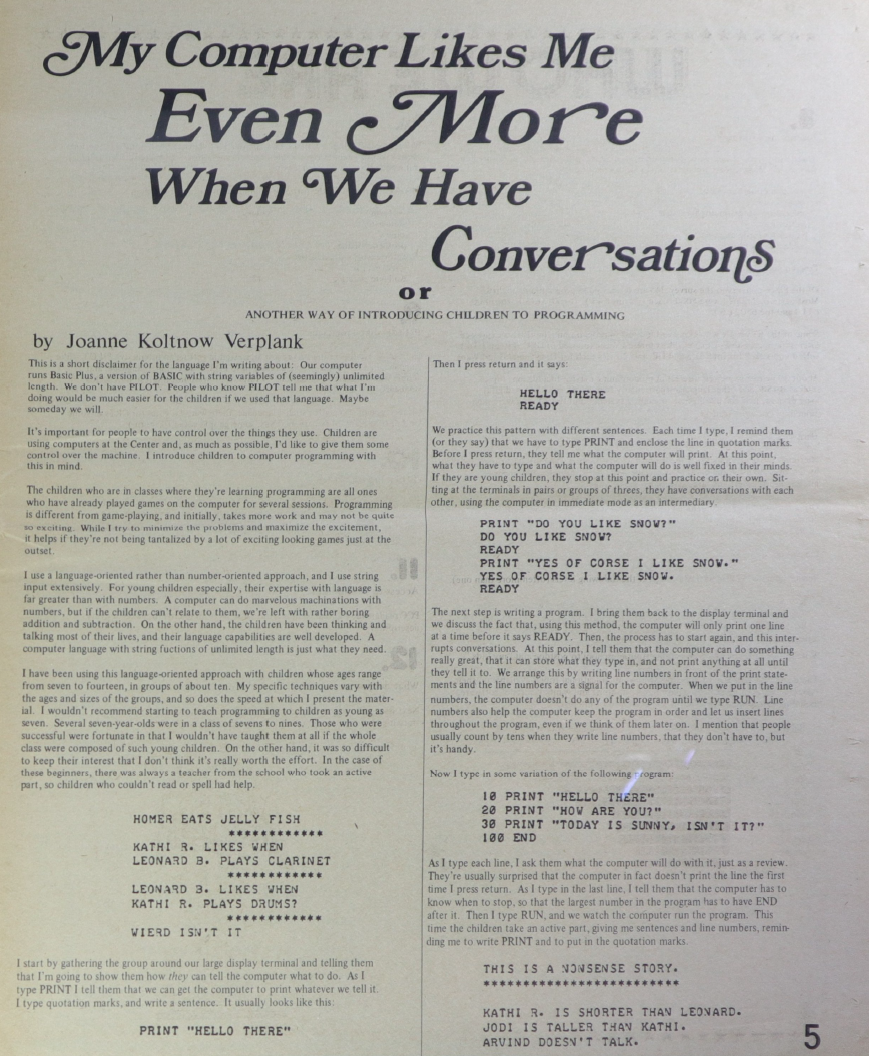 My Computer Likes Me
Even More
When We Have
Conversations
or
ANOTHER WAY OF INTRODUCING CHILDREN TO PROGRAMMING
by Joanne Koltnow Verplank
This is a short disclaimer for the language I'm writing about: Our computer
runs Basic Plus, a version of BASIC with string variables of (seemingly) unlimited
length. We don't have PILOT. People who know PILOT tell me that what I'm
doing would be much easier for the children if we used that language. Maybe
someday we will.
It's important for people to have control over the things they use. Children are
using computers at the Center and, as much as possible, I'd like to give them some
control over the machine. I introduce children to computer programming with
this in mind.
The children who are in classes where they're learning programming are all ones
who have already played games on the computer for several sessions. Programming
is different from game-playing, and initially, takes more work and may not be quite
so exciting. While I try to minimize the problems and maximize the excitement,
it helps if they're not being tantalized by a lot of exciting looking games just at the
outset.
I use a language-oriented rather than number-oriented approach, and I use string
input extensively. For young children especially, their expertise with language is
far greater than with numbers. A computer can do marvelous machinations with
numbers, but if the children can't relate to them, we're left with rather boring
addition and subtraction. On the other hand, the children have been thinking and
talking most of their lives, and their language capabilities are well developed. A
computer language with string fuctions of unlimited length is just what they need.
I have been using this language-oriented approach with children whose ages range
from seven to fourteen, in groups of about ten. My specific techniques vary with
the ages and sizes of the groups, and so does the speed at which I present the mater-
ial. I wouldn't recommend starting to teach programming to children as young as
seven. Several seven-year-olds were in a class of sevens to nines. Those who were
successful were fortunate in that I wouldn't have taught them at all if the whole
class were composed of such young children. On the other hand, it was so difficult
to keep their interest that I don't think it's really worth the effort. In the case of
these beginners, there was always a teacher from the school who took an active
part, so children who couldn't read or spell had help.
HOMER EATS JELLY FISH
************
KATHI R. LIKES WHEN
LEONARD B. PLAYS CLARINET
************
LEONARD B. LIKES WHEN
KATHI R. PLAYS DRUMS?
************
WIERD ISN'T IT
I start by gathering the group around our large display terminal and telling them
that I'm going to show them how they can tell the computer what to do. As I
type PRINT I tell them that we can get the computer to print whatever we tell it.
I type quotation marks, and write a sentence. It usually looks like this:
PRINT "HELLO THERE"
Then I press return and it says:
HELLO THERE
READY
We practice this pattern with different sentences. Each time I type, I remind them
(or they say) that we have to type PRINT and enclose the line in quotation marks.
Before I press return, they tell me what the computer will print. At this point,
what they have to type and what the computer will do is well fixed in their minds.
If they are young children, they stop at this point and practice on their own. Sit-
ting at the terminals in pairs or groups of threes, they have conversations with each
other, using the computer in immediate mode as an intermediary.
PRINT "DO YOU LIKE SNOW?"
DO YOU LIKE SNOW?
READY
PRINT "YES OF CORSE I LIKE SNOW."
YES OF CORSE I LIKE SNOW.
READY
The next step is writing a program. I bring them back to the display terminal and
we discuss the fact that, using this method, the computer will only print one line
at a time before it says READY. Then, the process has to start again, and this inter-
rupts conversations. At this point, I tell them that the computer can do something
really great, that it can store what they type in, and not print anything at all until
they tell it to. We arrange this by writing line numbers in front of the print state-
ments and the line numbers are a signal for the computer. When we put in the line
numbers, the computer doesn't do any of the program until we type RUN. Line
numbers also help the computer keep the program in order and let us insert lines
throughout the program, even if we think of them later on. I mention that people
usually count by tens when they write line numbers, that they don't have to, but
it's handy.
Now I type in some variation of the following program:
10 PRINT "HELLO THERE"
20 PRINT "HOW ARE YOU?"
30 PRINT "TODAY IS SUNNY, ISN'T IT?"
100 END
As I type each line, I ask them what the computer will do with it, just as a review.
They're usually surprised that the computer in fact doesn't print the line the first
time I press return. As I type in the last line, I tell them that the computer has to
know when to stop, so that the largest number in the program has to have END
after it. Then I type RUN, and we watch the computer run the program. This
time the children take an active part, giving me sentences and line numbers, remin-
ding me to write PRINT and to put in the quotation marks.
THIS IS A NONSENSE STORY.
*************************
KATHI R. IS SHORTER THAN LEONARD.
JODI IS TALLER THAN KATHI.
ARVIND DOESN'T TALK.
5